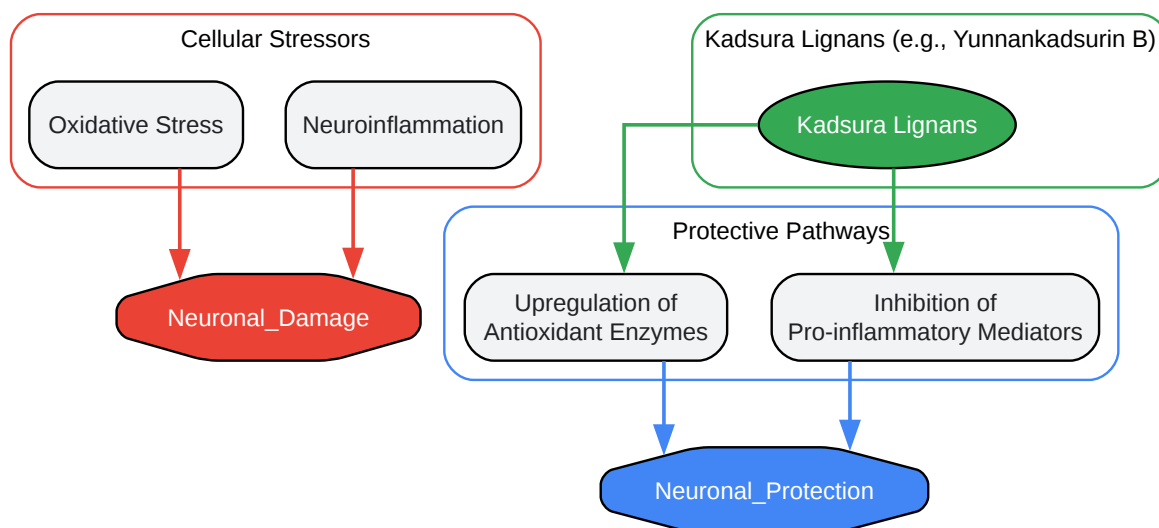 Cellular Stressors
Kadsura Lignans (e.g., Yunnankadsurin B)
Oxidative Stress
Neuroinflammation
Kadsura Lignans
Protective Pathways
Neuronal_Damage
Upregulation of
Antioxidant Enzymes
Inhibition of
Pro-inflammatory Mediators
Neuronal_Protection